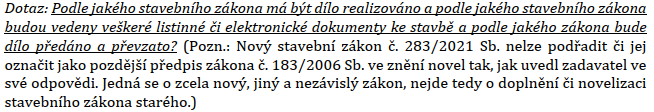 Dotaz: Podle jakého stavebního zákona má být dílo realizováno a podle jakého stavebního zákona
budou vedeny veškeré listinné či elektronické dokumenty ke stavbě a podle jakého zákona bude
dílo předáno a převzato? (Pozn.: Nový stavební zákon č. 283/2021 Sb. nelze podřadit či jej
označit jako pozdější předpis zákona č. 183/2006 Sb. ve znění novel tak, jak uvedl zadavatel ve
své odpovědi. Jedná se o zcela nový, jiný a nezávislý zákon, nejde tedy o doplnění či novelizaci
stavebního zákona starého.)